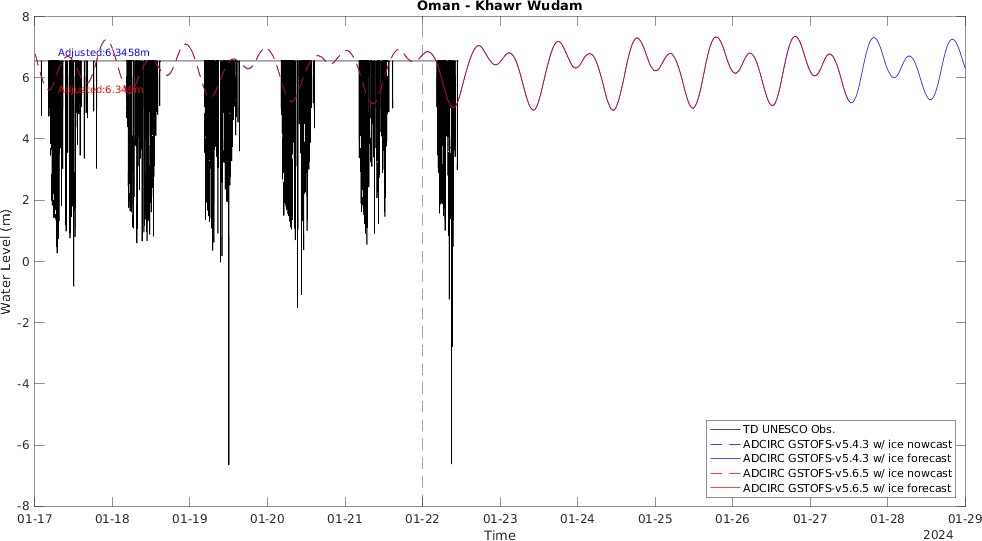 Oman - Khawr Wudam
8
6
4
2
0
-2
-4
-6
-8
Water Level (m)
Adjusted:6.3458m
Adjusted:6.349m
TD UNESCO Obs.
ADCIRC GSTOFS-v5.4.3 w/ ice nowcast
ADCIRC GSTOFS-v5.4.3 w/ ice forecast
ADCIRC GSTOFS-v5.6.5 w/ ice nowcast
ADCIRC GSTOFS-v5.6.5 w/ ice forecast
01-17 01-18 01-19 01-20 01-21 01-22 01-23 01-24 01-25 01-26 01-27 01-28 01-29
Time
2024